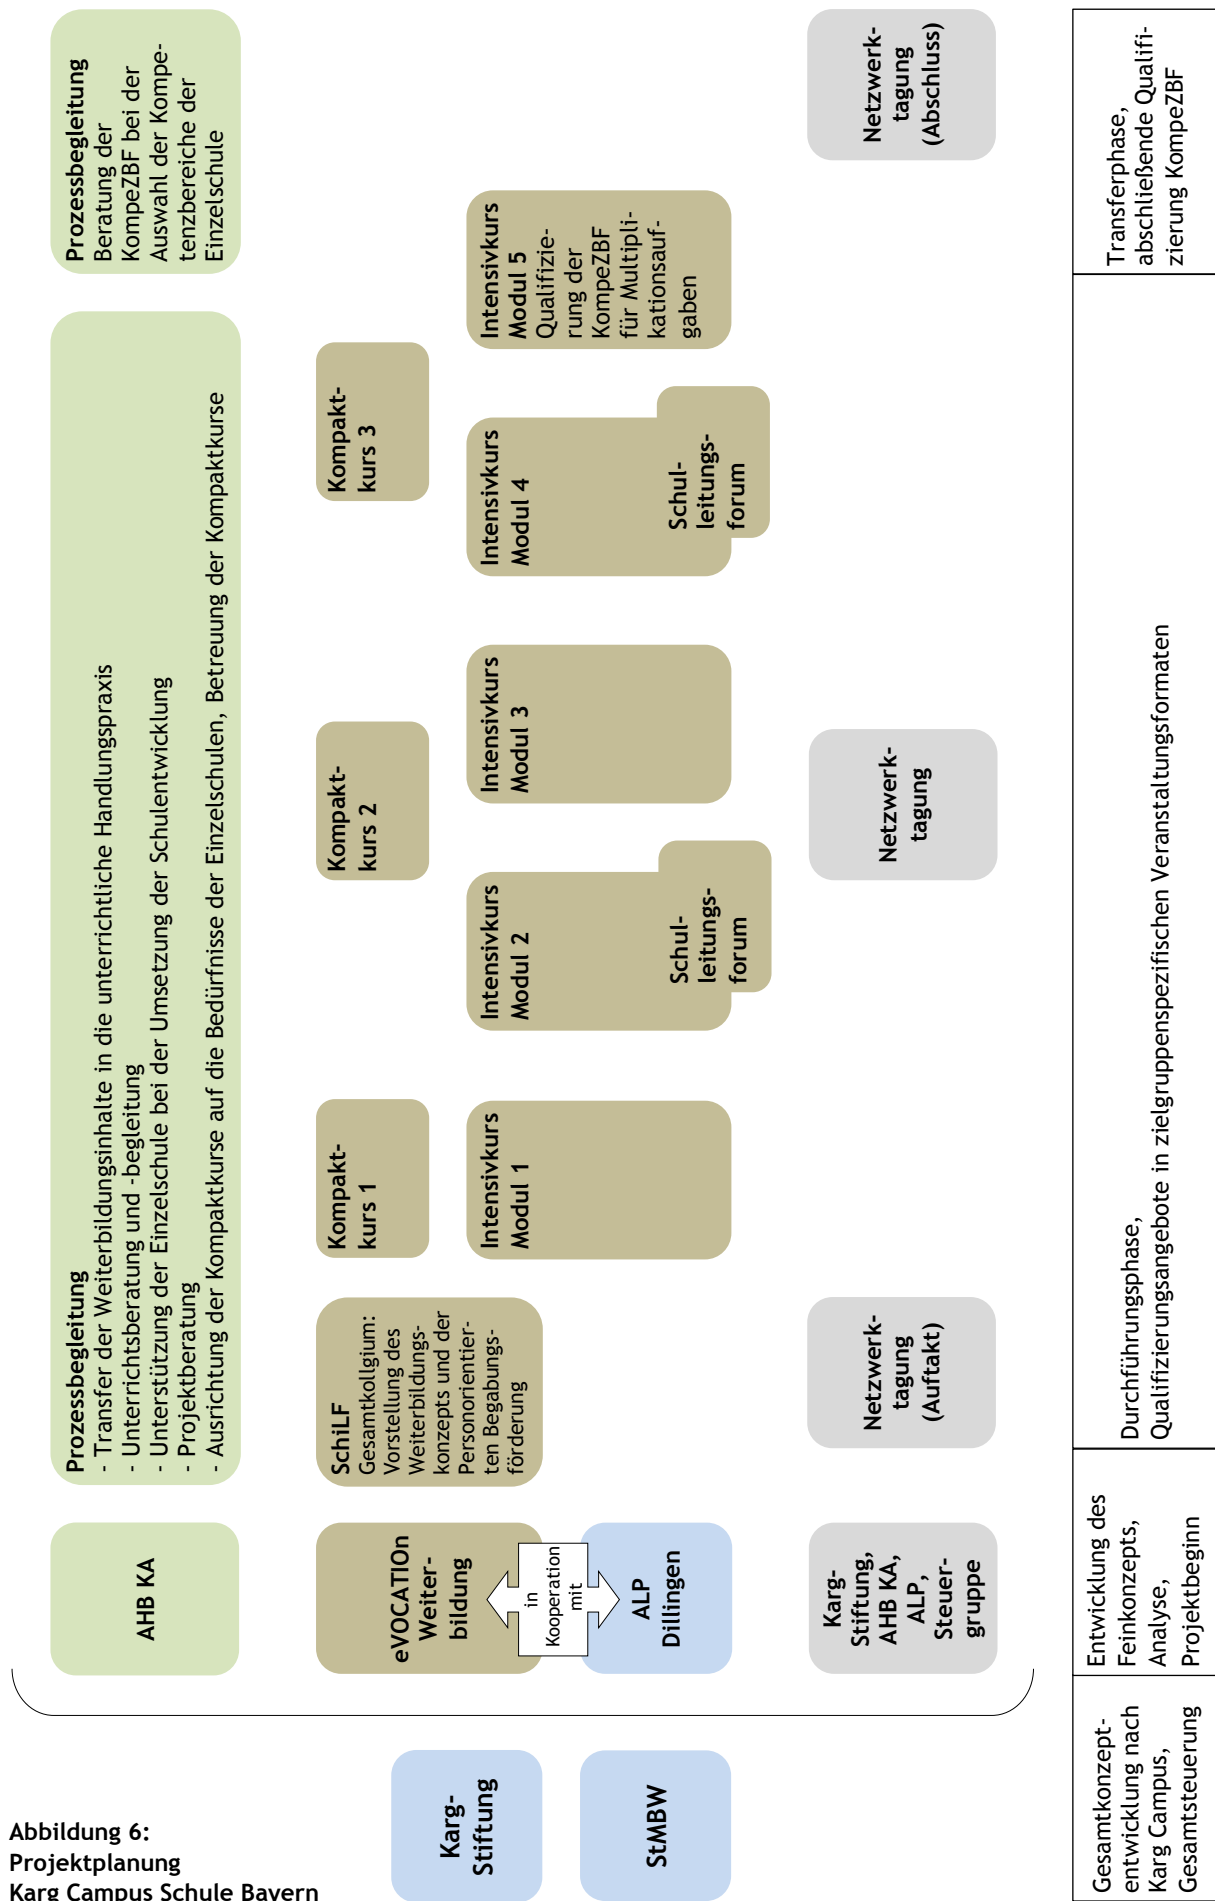 Abbildung 6:
Projektplanung
Karg Campus Schule Bayern
Karg-
Stiftung
StMBW
AHB KA
eVOCATIOn
Weiter-
bildung
in
Kooperation
mit
ALP
Dillingen
Karg-
Stiftung,
AHB KA,
ALP,
Steuer-
gruppe
Prozessbegleitung
- Transfer der Weiterbildungsinhalte in die unterrichtliche Handlungspraxis
- Unterrichtsberatung und -begleitung
- Unterstützung der Einzelschule bei der Umsetzung der Schulentwicklung
- Projektberatung
- Ausrichtung der Kompaktkurse auf die Bedürfnisse der Einzelschulen, Betreuung der Kompaktkurse
Prozessbegleitung
Beratung der
KompeZBF bei der
Auswahl der Kompe-
tenzbereiche der
Einzelschule
SchiLF
Gesamtkollgium:
Vorstellung des
Weiterbildungs-
konzepts und der
Personorientier-
ten Begabungs-
förderung
Kompakt-
kurs 1
Kompakt-
kurs 2
Kompakt-
kurs 3
Intensivkurs
Modul 1
Intensivkurs
Modul 2
Schul-
leitungs-
forum
Intensivkurs
Modul 3
Intensivkurs
Modul 4
Schul-
leitungs-
forum
Intensivkurs
Modul 5
Qualifizie-
rung der
KompeZBF
für Multipli-
kationsauf-
gaben
Netzwerk-
tagung
(Auftakt)
Netzwerk-
tagung
Netzwerk-
tagung
(Abschluss)
Gesamtkonzept-
entwicklung nach
Karg Campus,
Gesamtsteuerung
Entwicklung des
Feinkonzepts,
Analyse,
Projektbeginn
Durchführungsphase,
Qualifizierungsangebote in zielgruppenspezifischen Veranstaltungsformaten
Transferphase,
abschließende Qualifi-
zierung KompeZBF